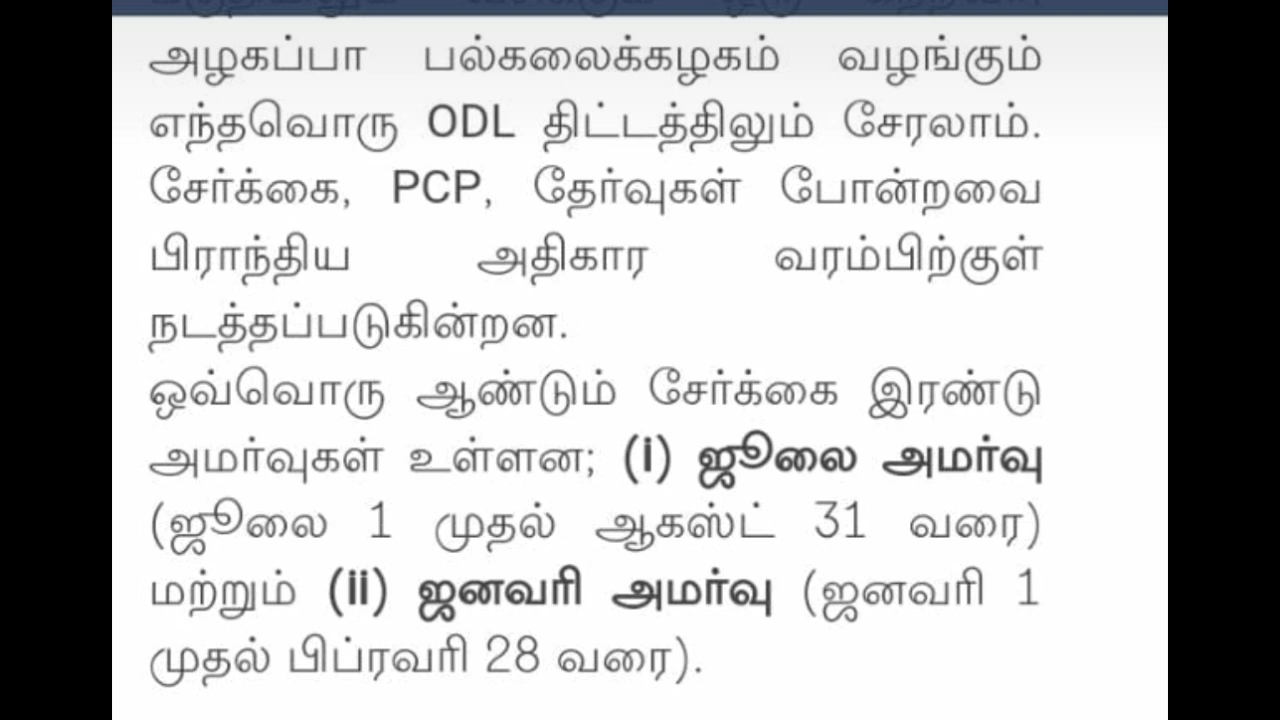 அழகப்பா பல்கலைக்கழகம் வழங்கும்
எந்தவொரு ODL திட்டத்திலும் சேரலாம்.
சேர்க்கை, PCP, தேர்வுகள் போன்றவை
பிராந்திய அதிகார வரம்பிற்குள்
நடத்தப்படுகின்றன.
ஒவ்வொரு ஆண்டும் சேர்க்கை இரண்டு
அமர்வுகள் உள்ளன; (i) ஜூலை அமர்வு
(ஜூலை 1 முதல் ஆகஸ்ட் 31 வரை)
மற்றும் (ii) ஜனவரி அமர்வு (ஜனவரி 1
முதல் பிப்ரவரி 28 வரை).